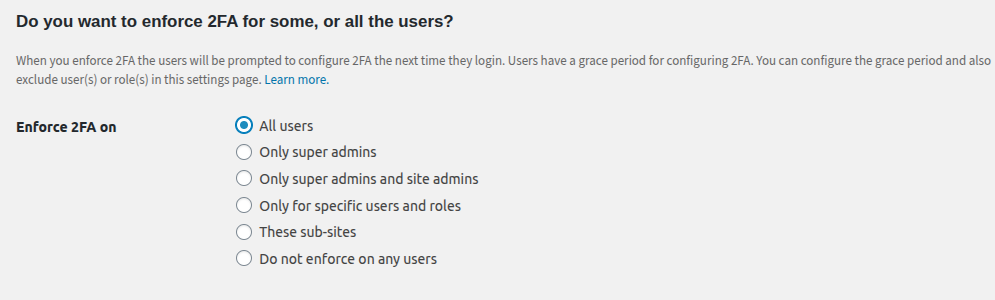 Do you want to enforce 2FA for some, or all the users?
When you enforce 2FA the users will be prompted to configure 2FA the next time they login. Users have a grace period for configuring 2FA. You can configure the grace period and also
exclude user(s) or role(s) in this settings page. Learn more.
Enforce 2FA on
All users
Only super admins
Only super admins and site admins
Only for specific users and roles
These sub-sites
Do not enforce on any users